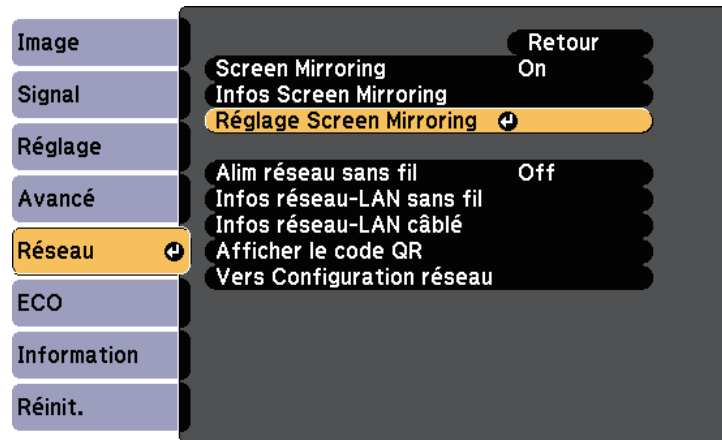 Image
Signal
Réglage
Avancé
Réseau
ECO
Information
Réinit.
Retour
Screen Mirroring On
Infos Screen Mirroring
Réglage Screen Mirroring
Alim réseau sans fil Off
Infos réseau-LAN sans fil
Infos réseau-LAN câblé
Afficher le code QR
Vers Configuration réseau